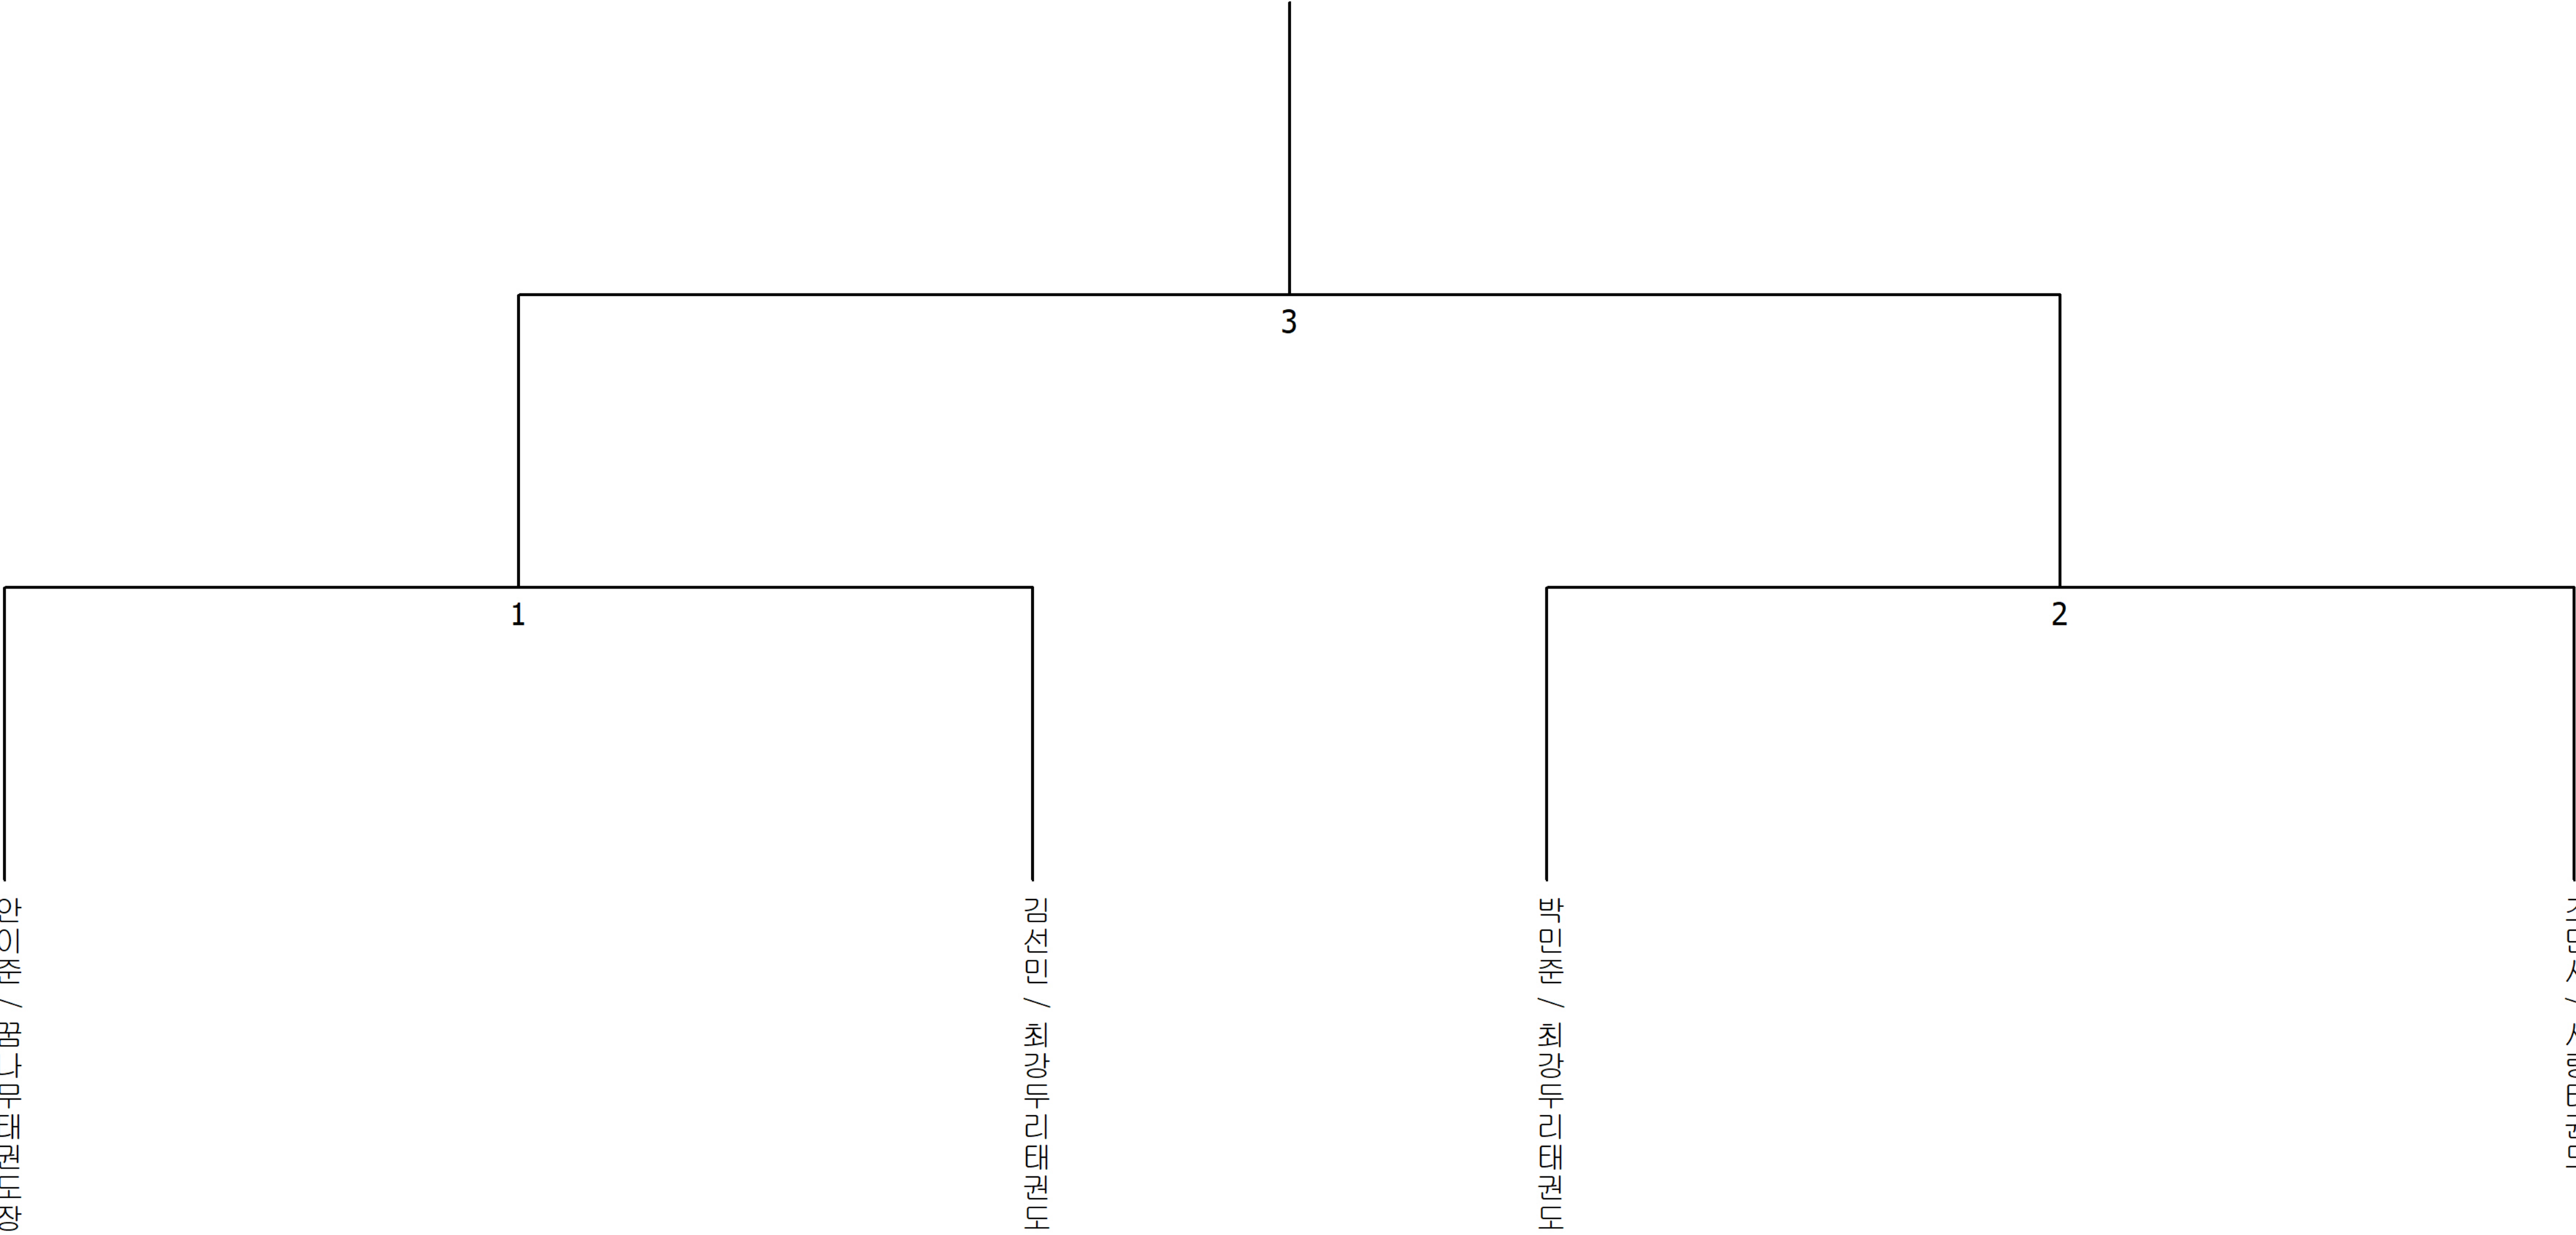 3
1
2
안이준 / 꿈나무태권도장
김선민 / 최강두리태권도
박민준 / 최강두리태권도